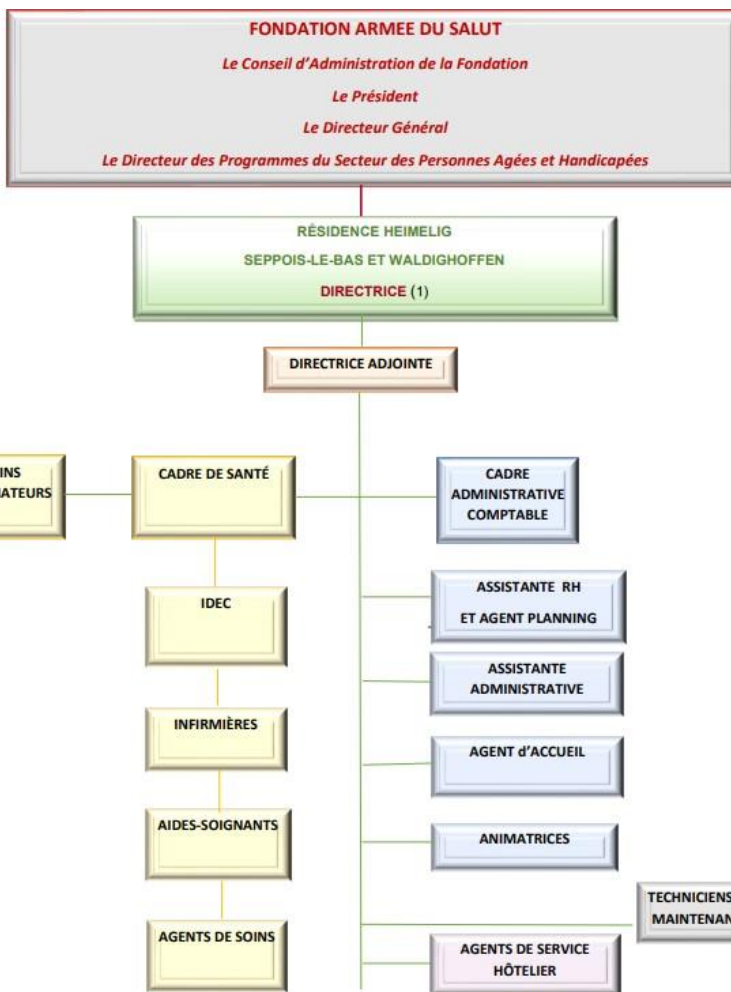 FONDATION ARMEE DU SALUT
Le Conseil d'Administration de la Fondation
Le Président
Le Directeur Général
Le Directeur des Programmes du Secteur des Personnes Agées et Handicapées
RÉSIDENCE HEIMELIG
SEPPOIS-LE-BAS ET WALDIGHOFFEN
DIRECTRICE (1)
DIRECTRICE ADJOINTE
CADRE DE SANTÉ
CADRE
ADMINISTRATIVE
COMPTABLE
IDEC
ASSISTANTE RH
ET AGENT PLANNING
ASSISTANTE
ADMINISTRATIVE
INFIRMIÈRES
AGENT d'ACCUEIL
AIDES-SOIGNANTS
ANIMATRICES
TECHNICIENS
AGENTS DE SOINS
AGENTS DE SERVICE
HÔTELIER